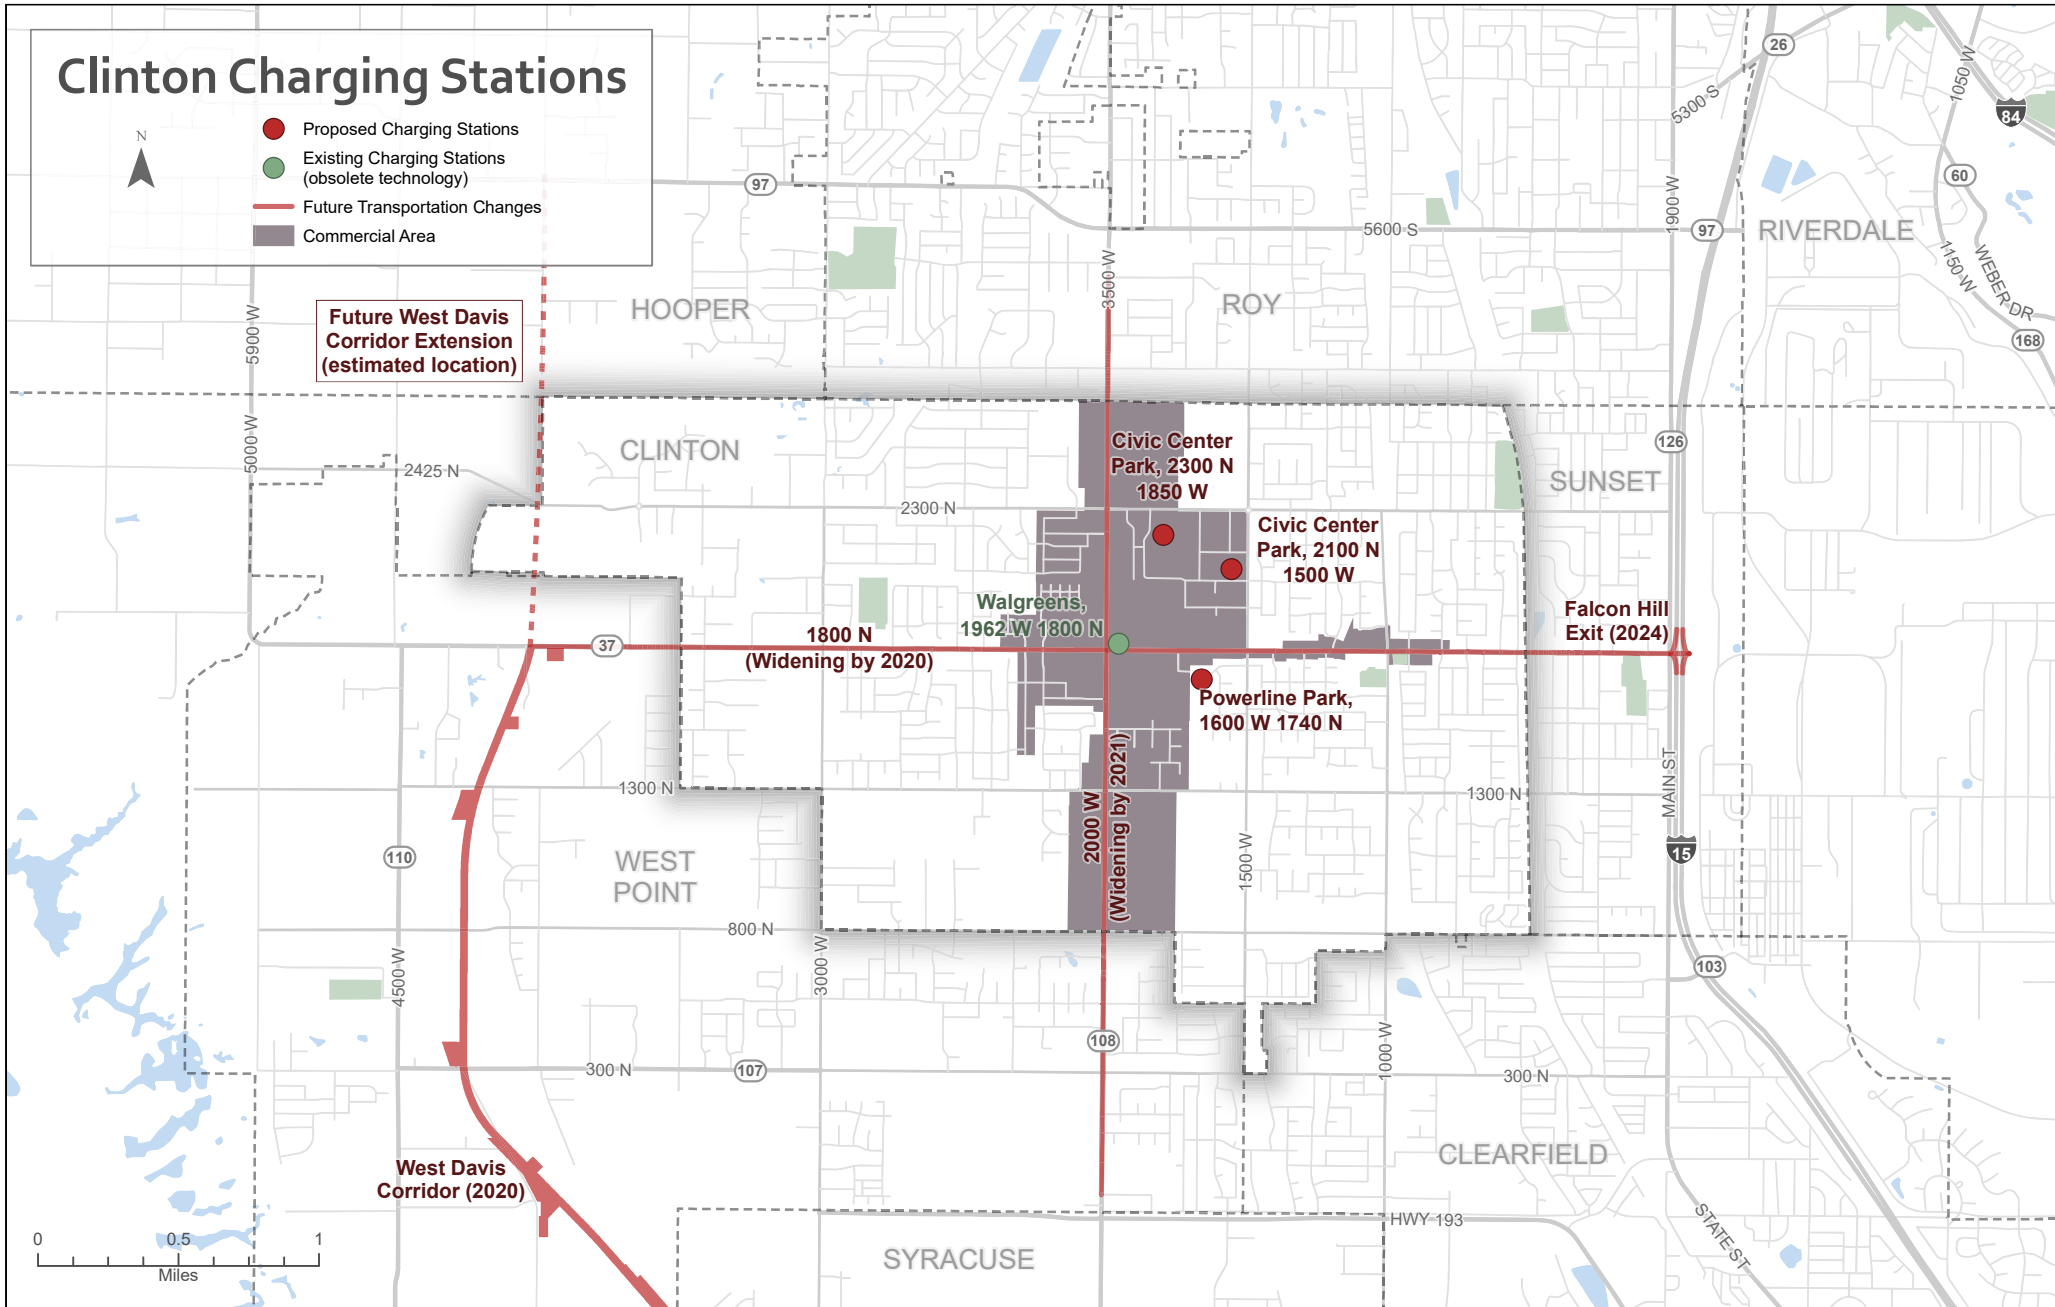 Clinton Charging Stations
N
Proposed Charging Stations
Existing Charging Stations
(obsolete technology)
Future Transportation Changes
Commercial Area
26
5300 S
1050 W
84
60
97
5600 S
1900 W
97
RIVERDALE
1150 W
WEBER DR
168
3500 W
HOOPER
ROY
5900 W
Future West Davis
Corridor Extension
(estimated location)
5000 W
2425 N
CLINTON
Civic Center
Park, 2300 N
1850 W
126
SUNSET
2300 N
Civic Center
Park, 2100 N
1500 W
Walgreens,
1962 W 1800 N
Falcon Hill
Exit (2024)
37
1800 N
(Widening by 2020)
Powerline Park,
1600 W 1740 N
1300 N
1300 N
MAIN ST
2000 W
(Widening by 2021)
15
110
WEST
POINT
1500 W
800 N
3000 W
4500 W
103
108
1000 W
300 N
107
300 N
West Davis
Corridor (2020)
CLEARFIELD
HWY 193
STATE ST
SYRACUSE
0
0.5
1
Miles